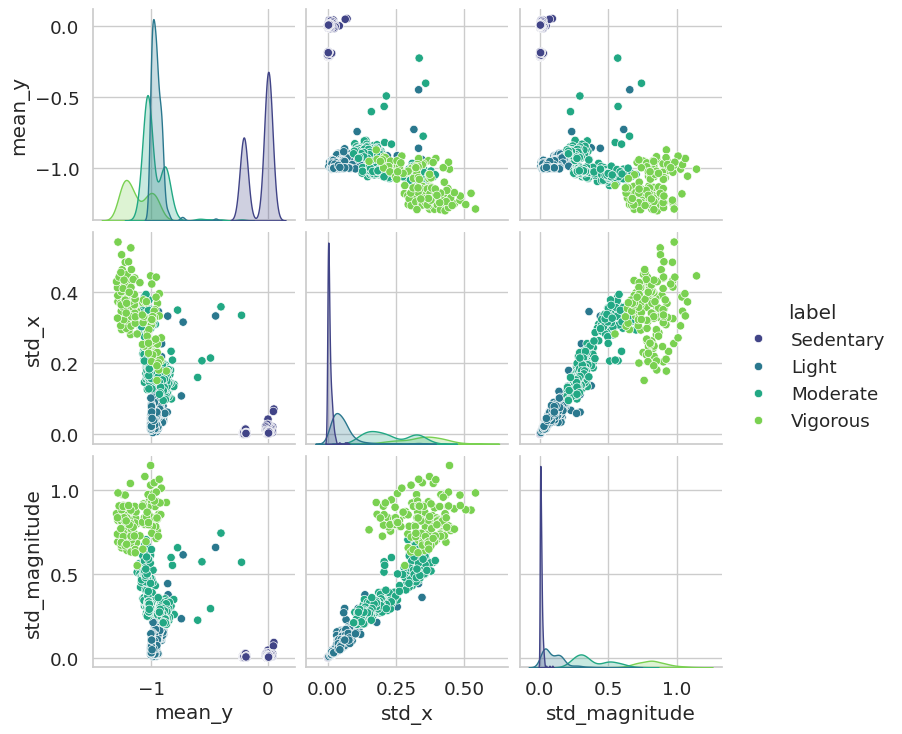 0.0
−0.5
−1.0
mean_y
0.4
0.2
0.0
std_x
label
Sedentary
Light
Moderate
Vigorous
1.0
0.5
0.0
std_magnitude
−1 0 0.00 0.25 0.50 0.0 0.5 1.0
mean_y std_x std_magnitude